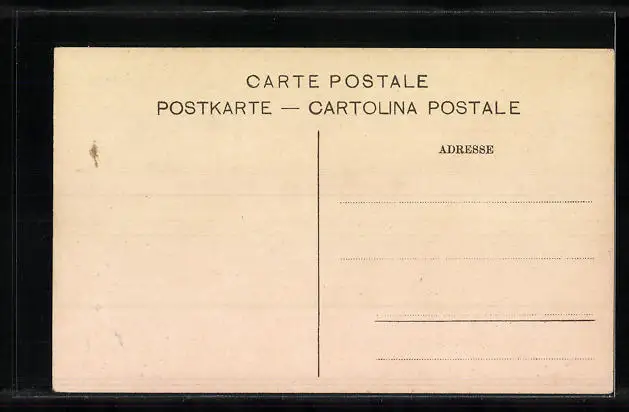 CARTE POSTALE
POSTKARTE — CARTOLINA POSTALE
ADRESSE